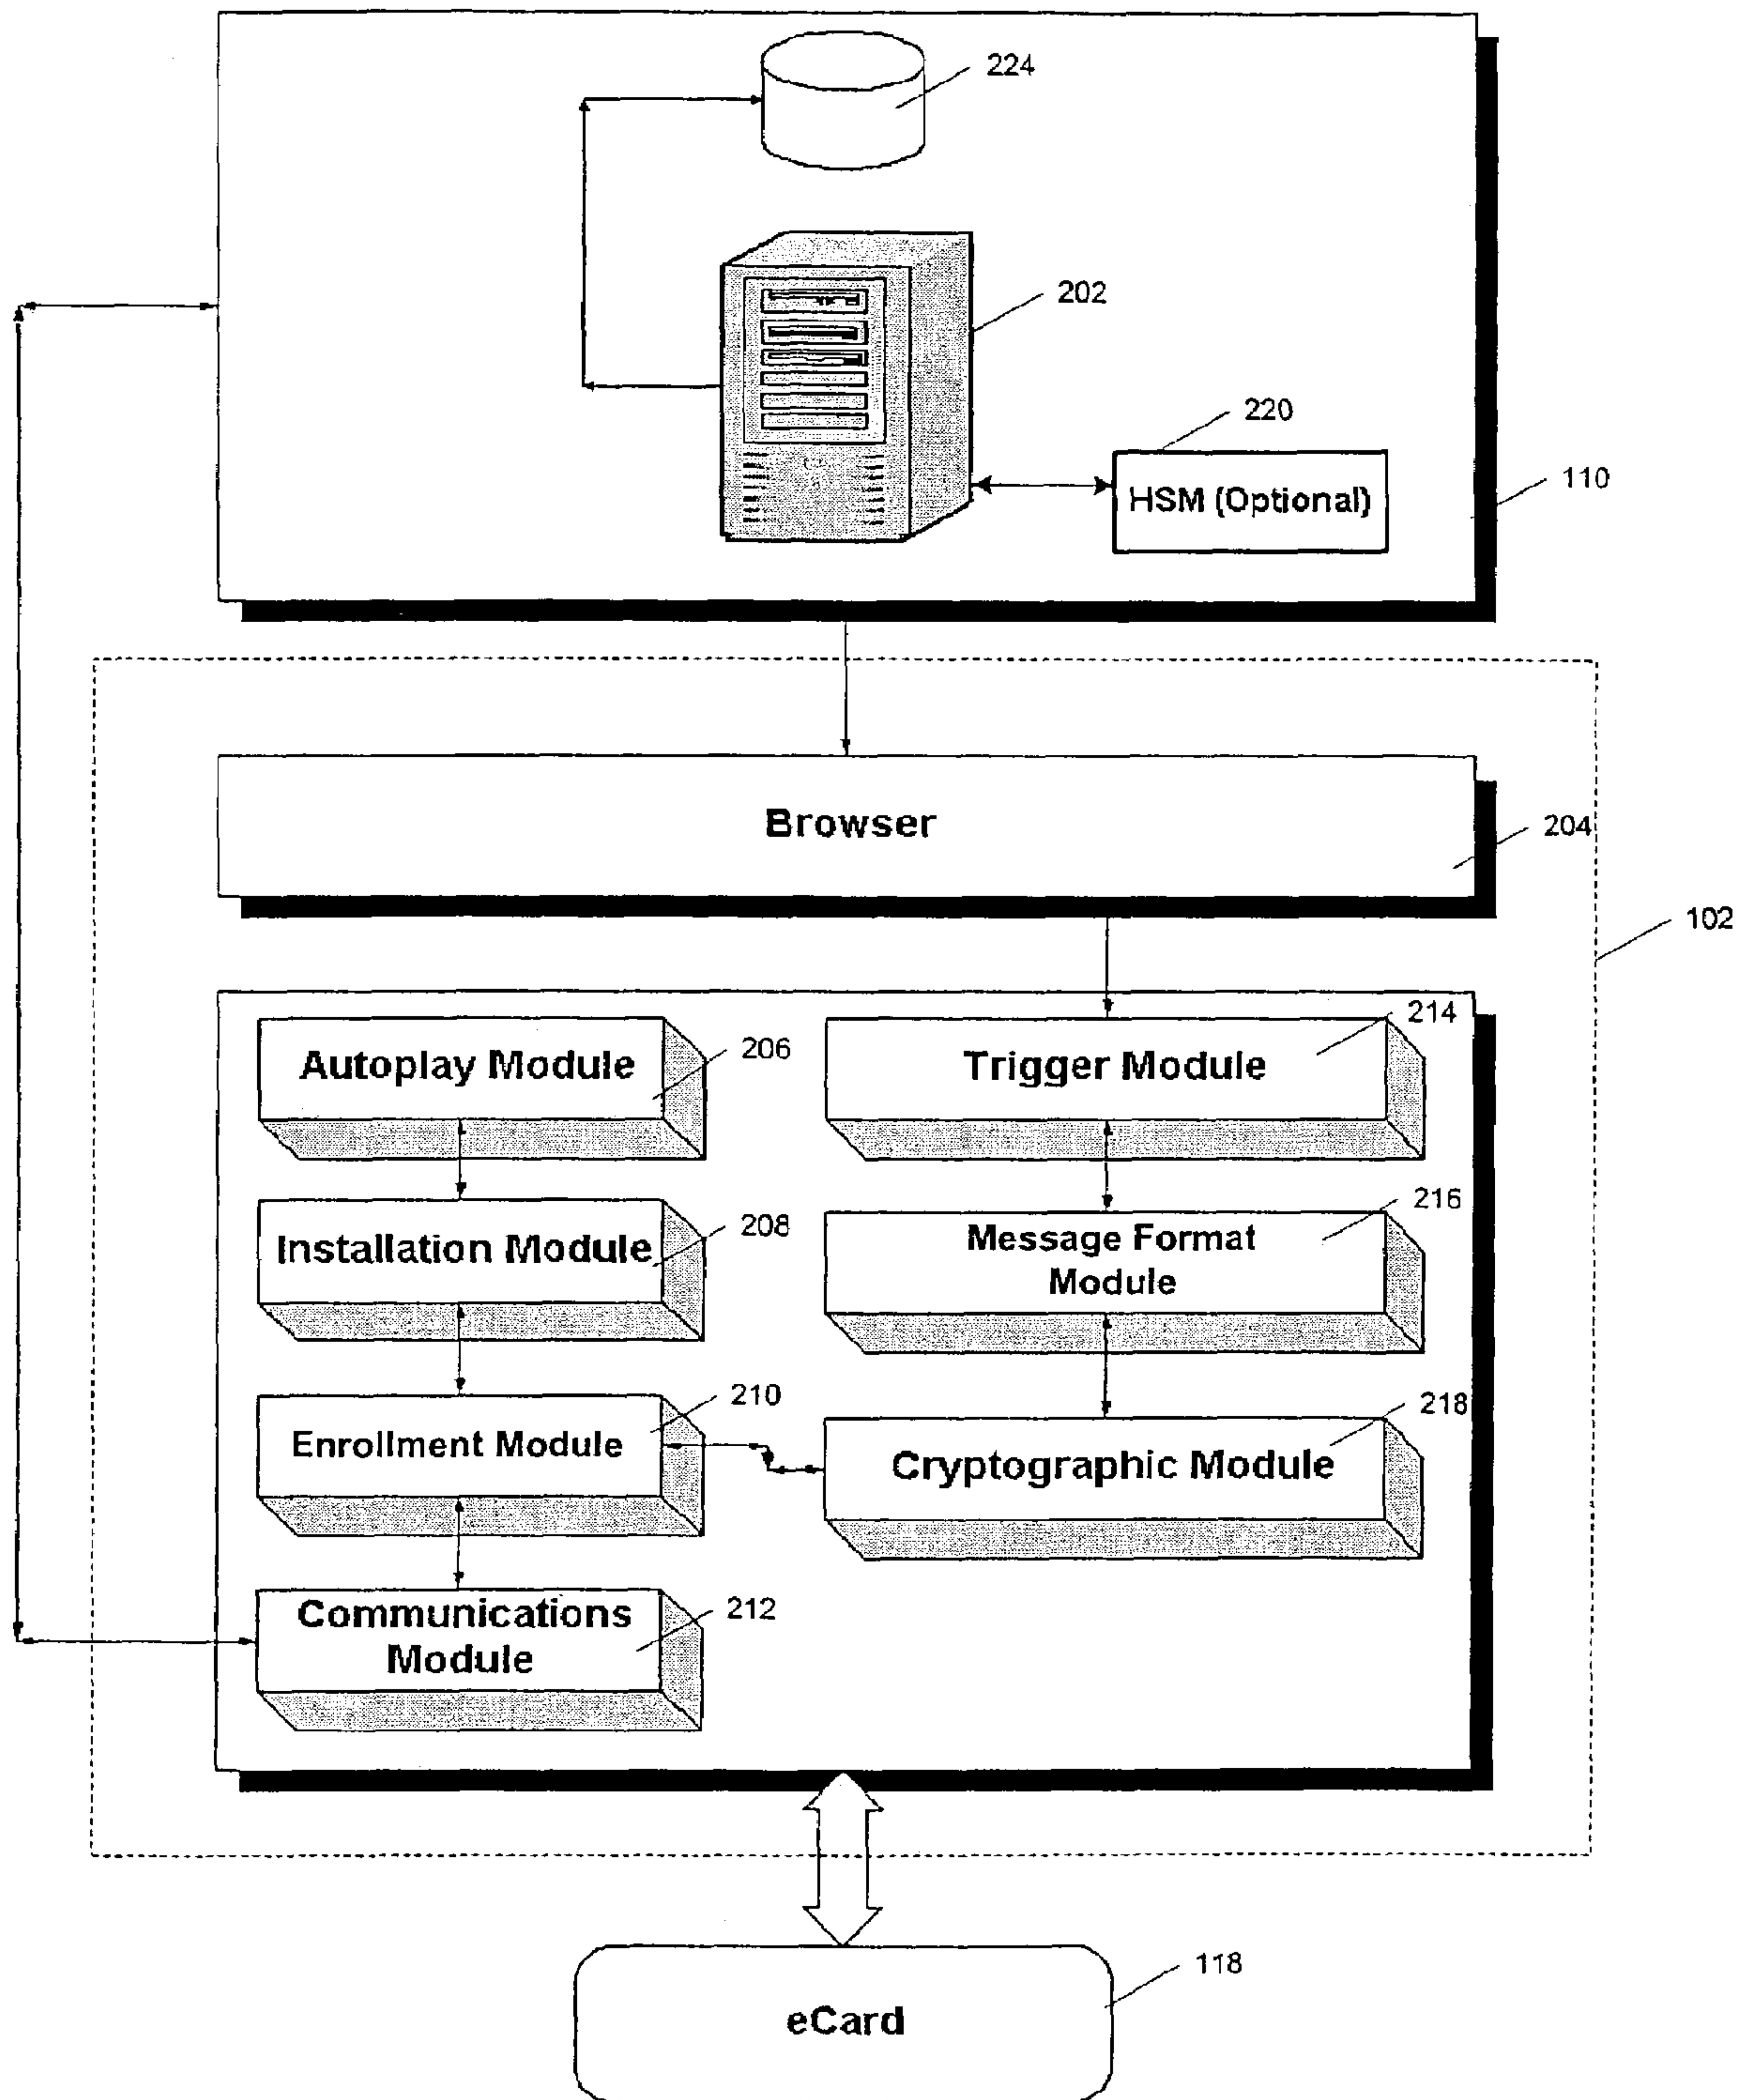 224
202
220
HSM (Optional)
110
Browser
204
102
Autoplay Module
206
Trigger Module
214
Installation Module
208
Message Format
Module
216
Enrollment Module
210
Cryptographic Module
218
Communications
Module
212
118
eCard